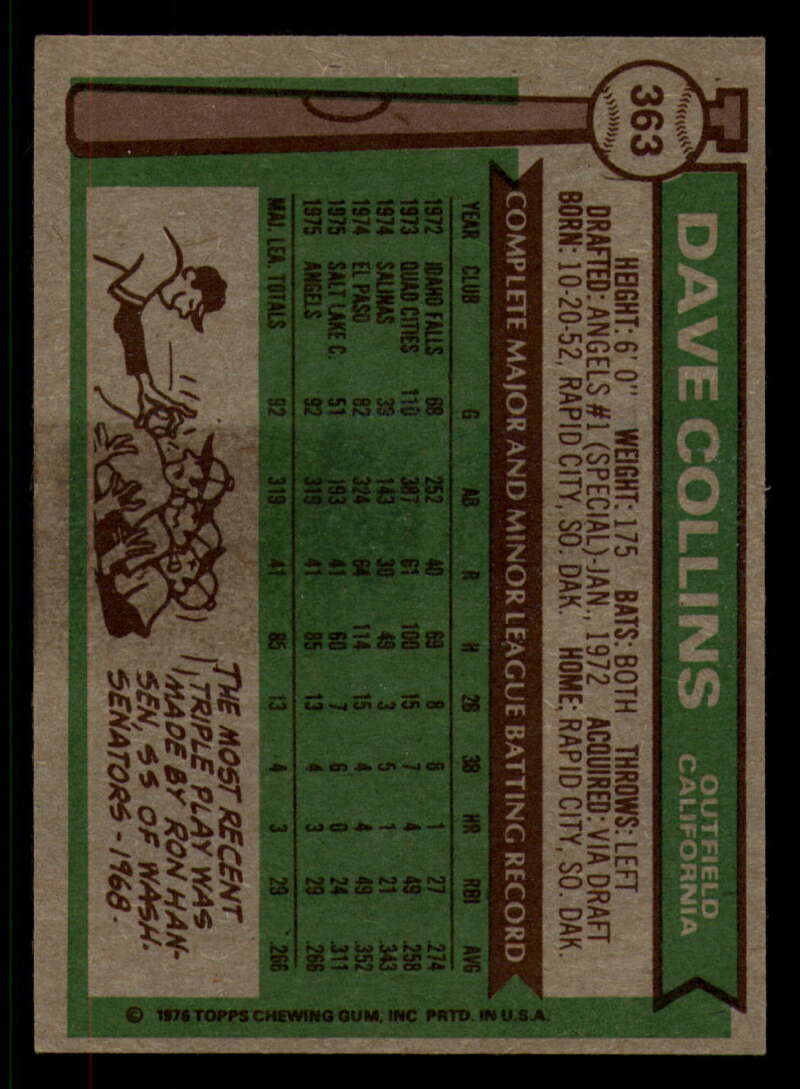 363
DAVE COLLINS
OUTFIELD
CALIFORNIA
HEIGHT: 6' 0" WEIGHT: 175 BATS: BOTH THROWS: LEFT
DRAFTED: ANGELS #1 (SPECIAL)-JAN., 1972 ACQUIRED: VIA DRAFT
BORN: 10-20-52, RAPID CITY, SO. DAK. HOME: RAPID CITY, SO. DAK.
COMPLETE MAJOR AND MINOR LEAGUE BATTING RECORD
YEAR CLUB G AB R H 2B 3B HR RBI AVG
1972 IDAHO FALLS 68 252 40 69 8 6 1 27 .274
1973 QUAD CITIES 110 387 61 100 15 7 4 49 .258
1974 SALINAS 39 143 30 49 3 5 1 21 .343
1974 EL PASO 82 324 64 114 15 4 4 49 .352
1975 SALT LAKE C. 51 193 41 60 7 6 0 24 .311
1975 ANGELS 92 319 41 85 13 4 3 29 .266
MAJ. LEA. TOTALS 92 319 41 85 13 4 3 29 .266
THE MOST RECENT
TRIPLE PLAY WAS
MADE BY RON HAN-
SEN, SS OF WASH.
SENATORS - 1968.
© 1976 TOPPS CHEWING GUM, INC PRTD. IN U.S.A.